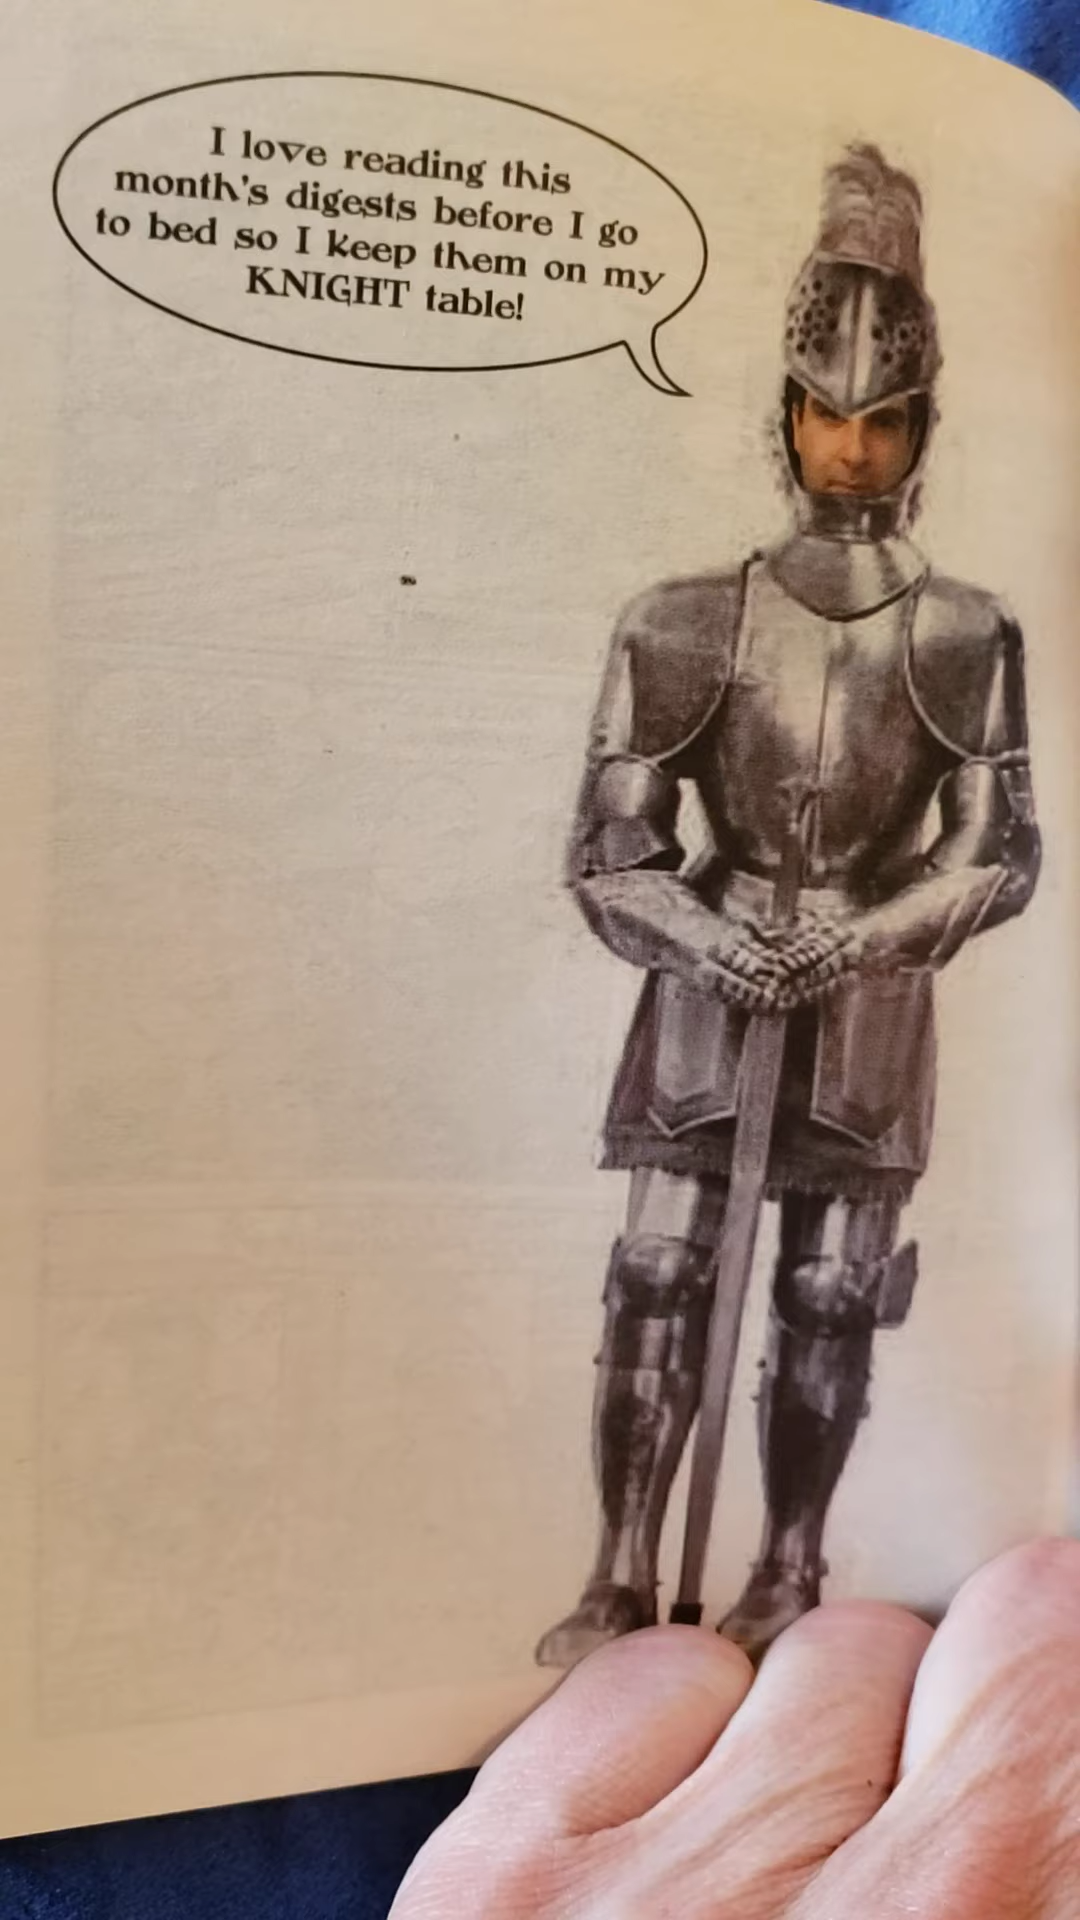 I love reading this
month's digests before I go
to bed so I keep them on my
KNIGHT table!